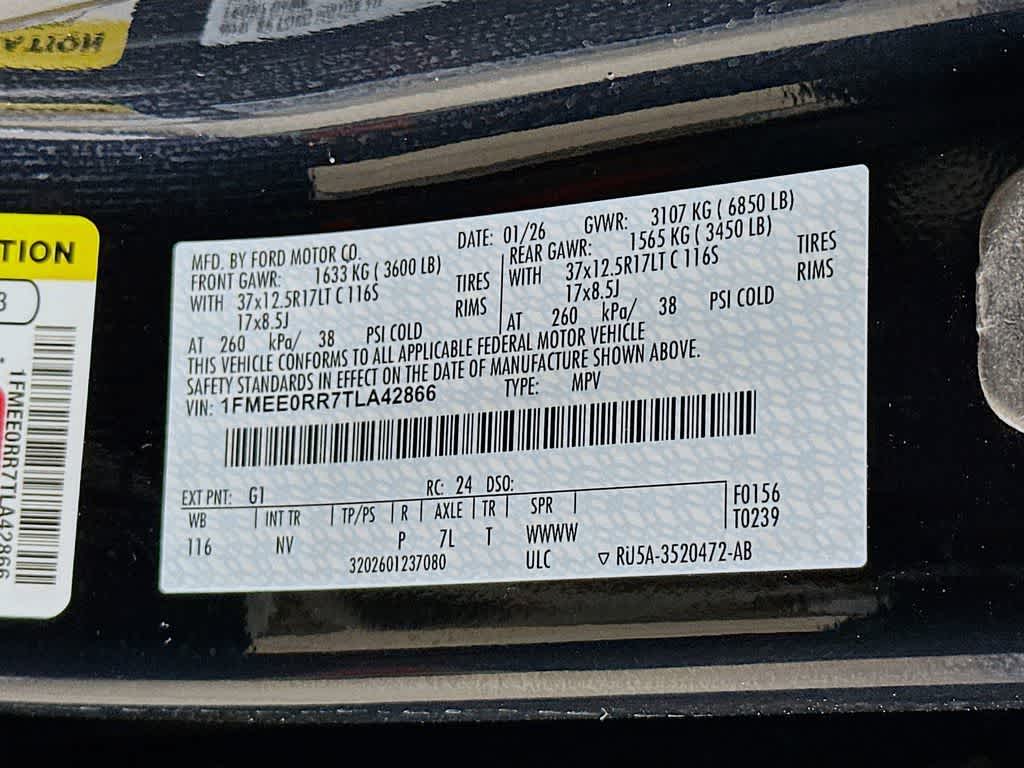 MFD. BY FORD MOTOR CO.
DATE: 01/26 GVWR: 3107 KG ( 6850 LB)
FRONT GAWR: 1633 KG ( 3600 LB)
WITH 37x12.5R17LT C 116S TIRES
17x8.5J RIMS
AT 260 kPa/ 38 PSI COLD
REAR GAWR: 1565 KG ( 3450 LB)
WITH 37x12.5R17LT C 116S TIRES
17x8.5J RIMS
AT 260 kPa/ 38 PSI COLD
THIS VEHICLE CONFORMS TO ALL APPLICABLE FEDERAL MOTOR VEHICLE
SAFETY STANDARDS IN EFFECT ON THE DATE OF MANUFACTURE SHOWN ABOVE.
VIN: 1FMEE0RR7TLA42866 TYPE: MPV
EXT PNT: G1 RC: 24 DSO:
WB INT TR TP/PS R AXLE TR SPR
116 NV P 7L T WWWW
3202601237080 ULC
F0156
T0239
▽ RU5A-3520472-AB
TION
3
* 1FMEE0RR7TLA42866